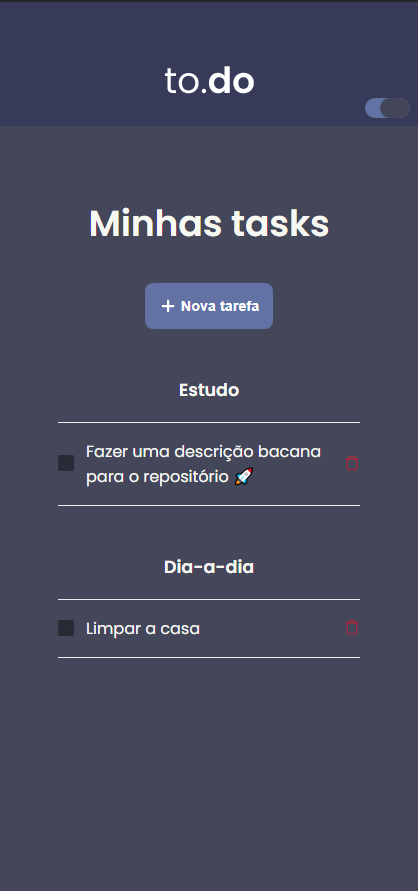 to.do
Minhas tasks
Nova tarefa
Estudo
Fazer uma descrição bacana
para o repositório 🚀
Dia-a-dia
Limpar a casa